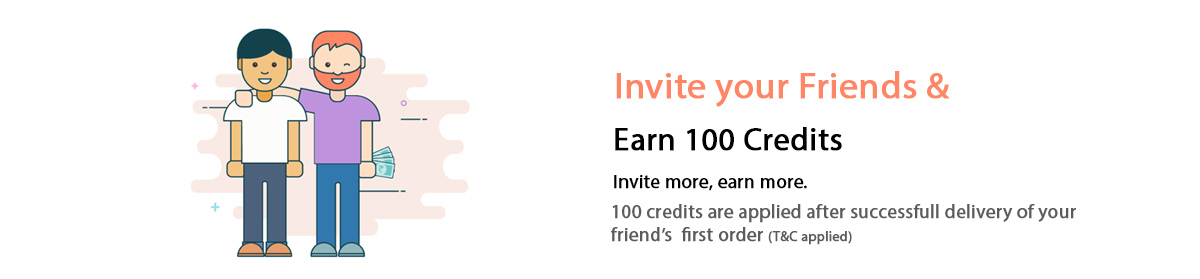 Invite your Friends &
Earn 100 Credits
Invite more, earn more.
100 credits are applied after successfull delivery of your
friend's first order (T&C applied)